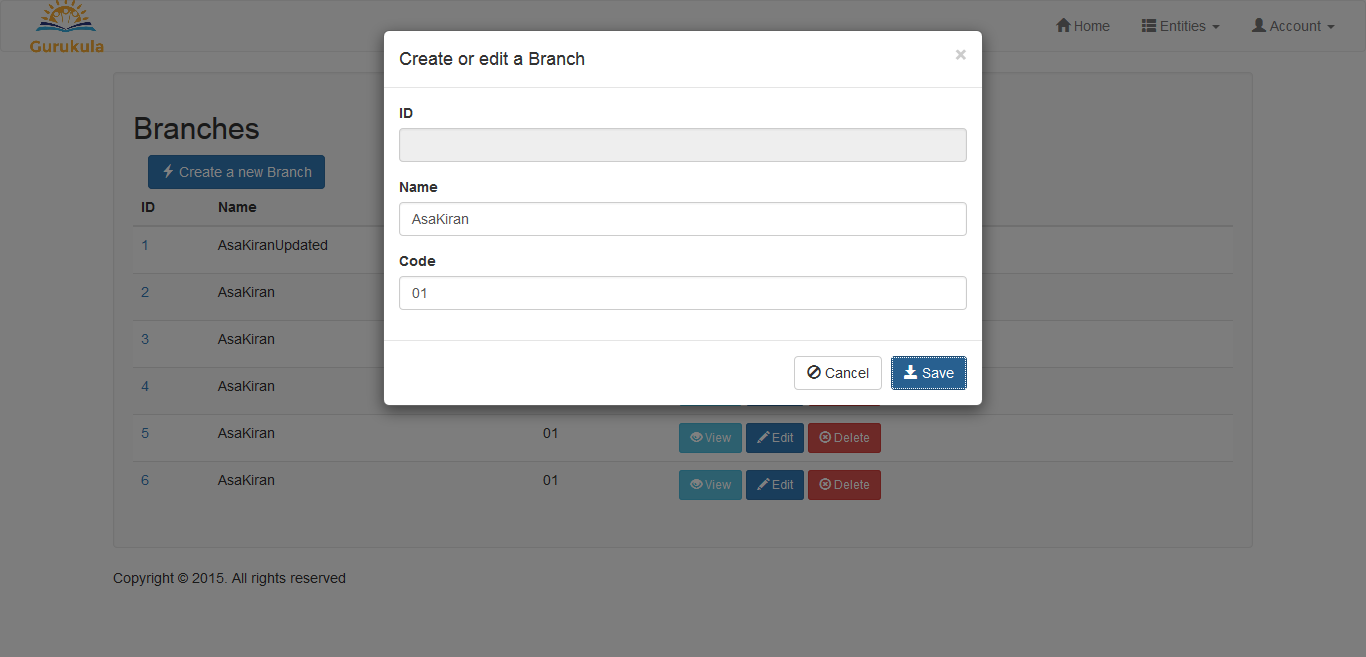 Gurukula
Home Entities Account
Create or edit a Branch ×
ID
Name
AsaKiran
Code
01
Cancel Save
Branches
Create a new Branch
ID Name
1 AsaKiranUpdated
2 AsaKiran
3 AsaKiran
4 AsaKiran
5 AsaKiran 01 View Edit Delete
6 AsaKiran 01 View Edit Delete
Copyright © 2015. All rights reserved